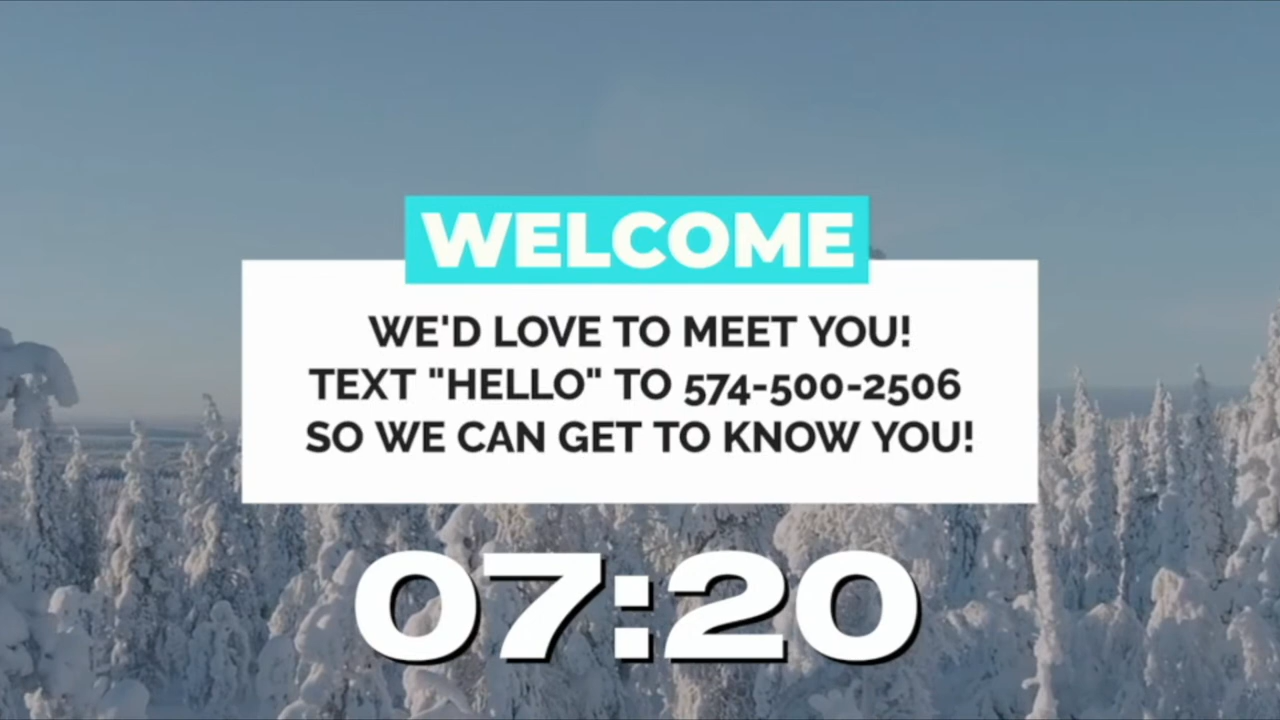 WELCOME
WE'D LOVE TO MEET YOU!
TEXT "HELLO" TO 574-500-2506
SO WE CAN GET TO KNOW YOU!
07:20